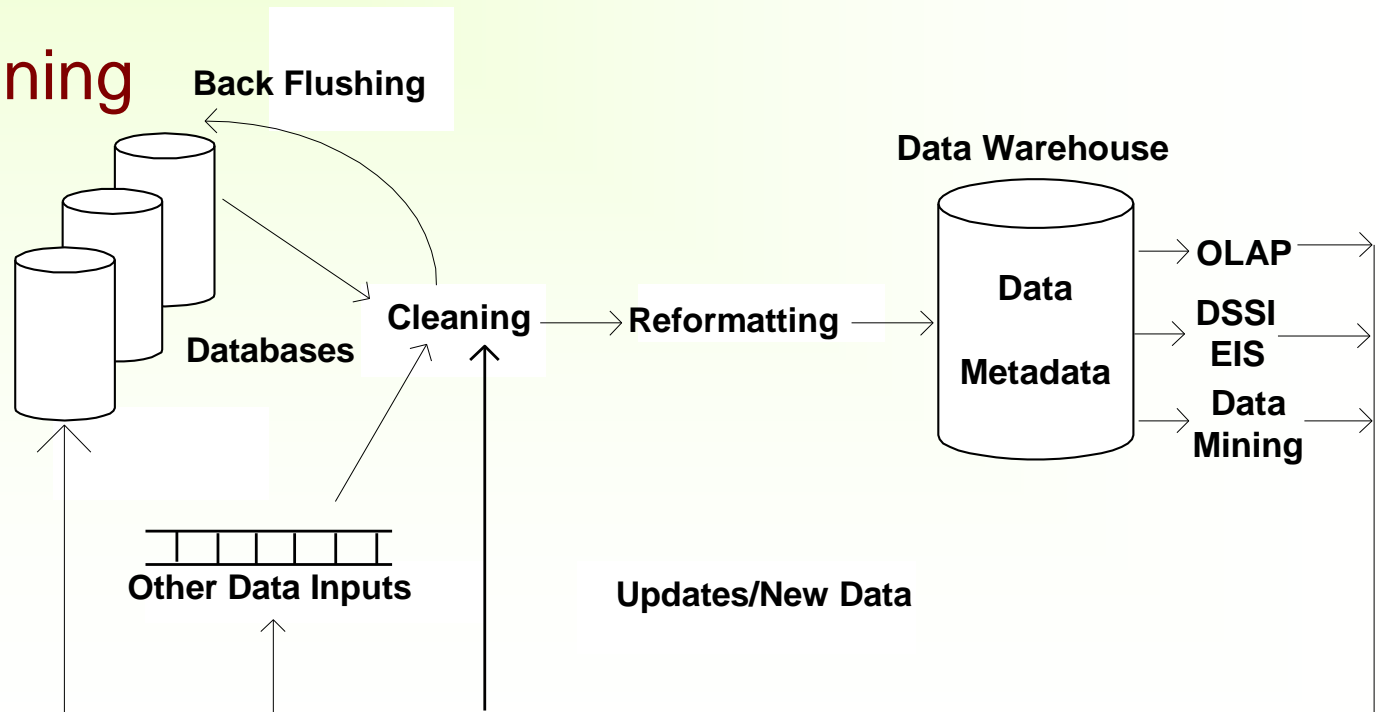 ning
Back Flushing
Data Warehouse
Databases
Cleaning
Reformatting
Data
Metadata
OLAP
DSSI
EIS
Data
Mining
Other Data Inputs
Updates/New Data